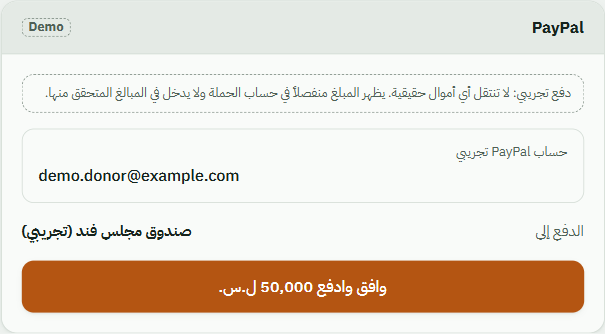 PayPal
Demo
دفع تجريبي: لا تنتقل أي أموال حقيقية. يظهر المبلغ منفصلاً في حساب الحملة ولا يدخل في المبالغ المتحقق منها.
حساب PayPal تجريبي
demo.donor@example.com
الدفع إلى
صندوق مجلس فند (تجريبي)
وافق وادفع 50,000 ل.س.